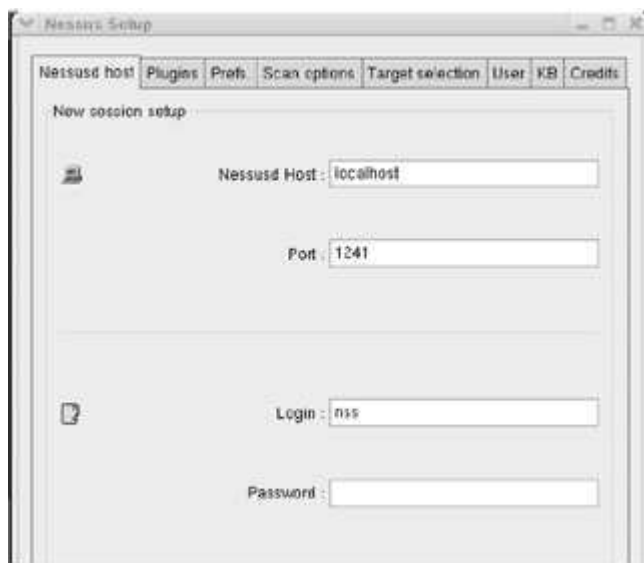 Nessus Setup
Nessusd host Plugins Prefs. Scan options Target selection User KB Credits
New session setup
Nessusd Host : localhost
Port : 1241
Login : nss
Password :